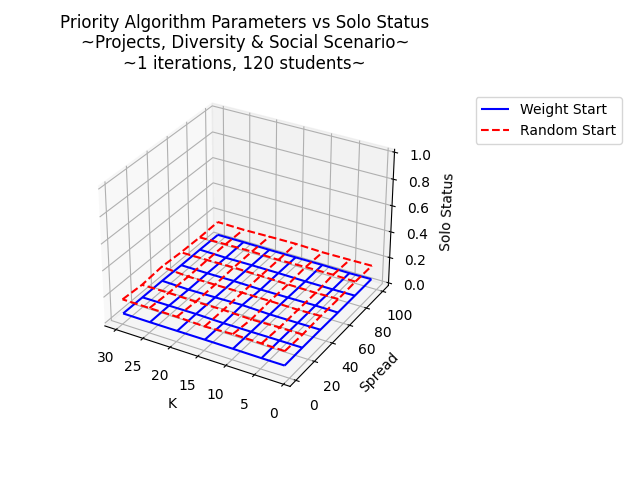 Priority Algorithm Parameters vs Solo Status
~Projects, Diversity & Social Scenario~
~1 iterations, 120 students~
Weight Start
Random Start
1.0
0.8
0.6
0.4
0.2
0.0
Solo Status
30
25
20
15
10
5
0
K
0
20
40
60
80
100
Spread